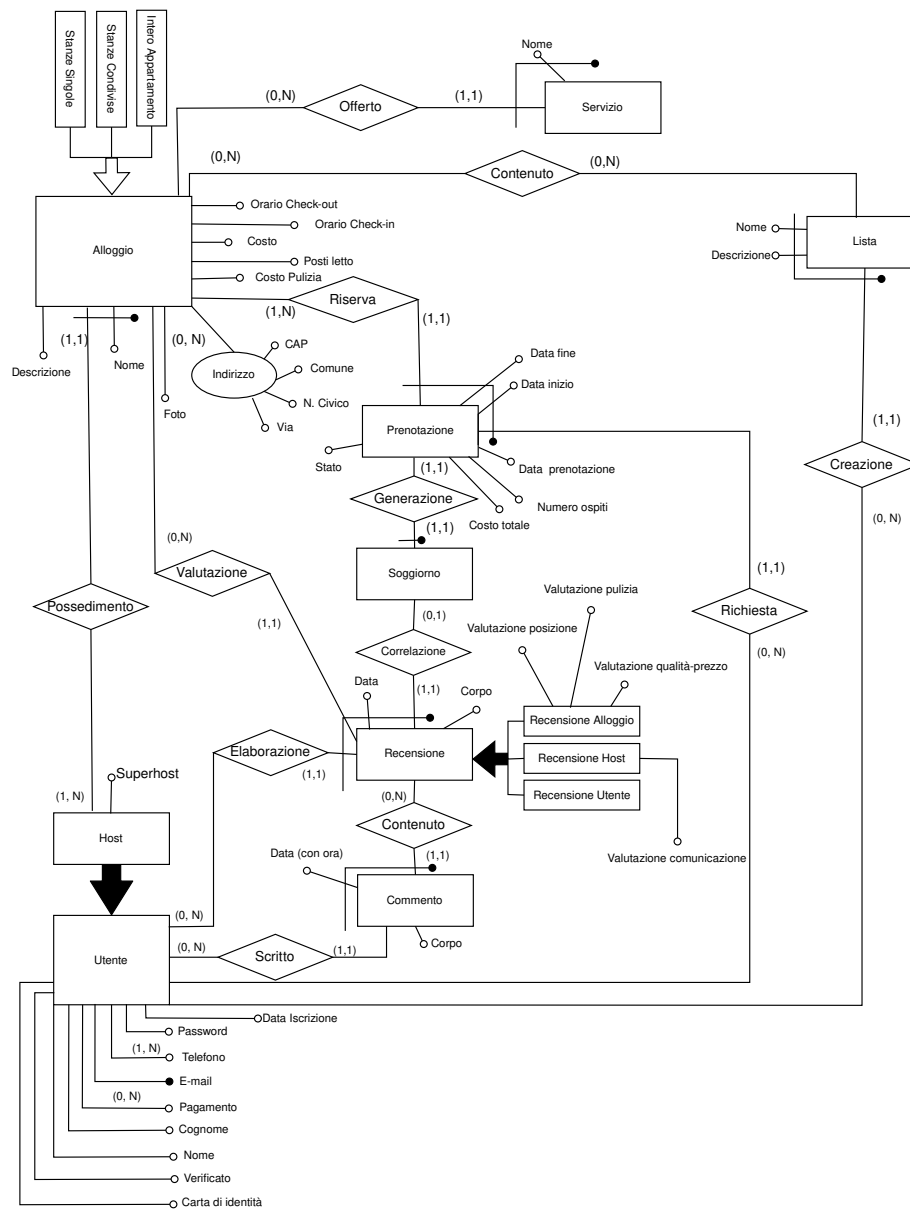 Stanze Singole
Stanze Condivise
Intero Appartamento
Nome
(0,N)
Offerto
(1,1)
Servizio
(0,N)
Contenuto
(0,N)
Orario Check-out
Orario Check-in
Alloggio
Costo
Posti letto
Costo Pulizia
Nome
Descrizione
Lista
Riserva
(1,N)
(1,1)
(1,1)
(0, N)
Descrizione
Nome
Foto
Indirizzo
CAP
Comune
N. Civico
Via
Data fine
Data inizio
Prenotazione
Stato
Data prenotazione
Numero ospiti
Costo totale
(1,1)
Generazione
(1,1)
Soggiorno
(1,1)
Creazione
(0, N)
(0,N)
Valutazione
(1,1)
Possedimento
(0,1)
Correlazione
(1,1)
(1,1)
Richiesta
(0, N)
Valutazione pulizia
Valutazione posizione
Valutazione qualità-prezzo
Data
Corpo
Recensione
Recensione Alloggio
Recensione Host
Recensione Utente
Valutazione comunicazione
Elaborazione
(1,1)
Superhost
(1, N)
Host
(0,N)
Contenuto
(1,1)
Data (con ora)
Commento
Corpo
(0, N)
(0, N)
Scritto
(1,1)
Utente
Data Iscrizione
Password
(1, N)
Telefono
E-mail
(0, N)
Pagamento
Cognome
Nome
Verificato
Carta di identità